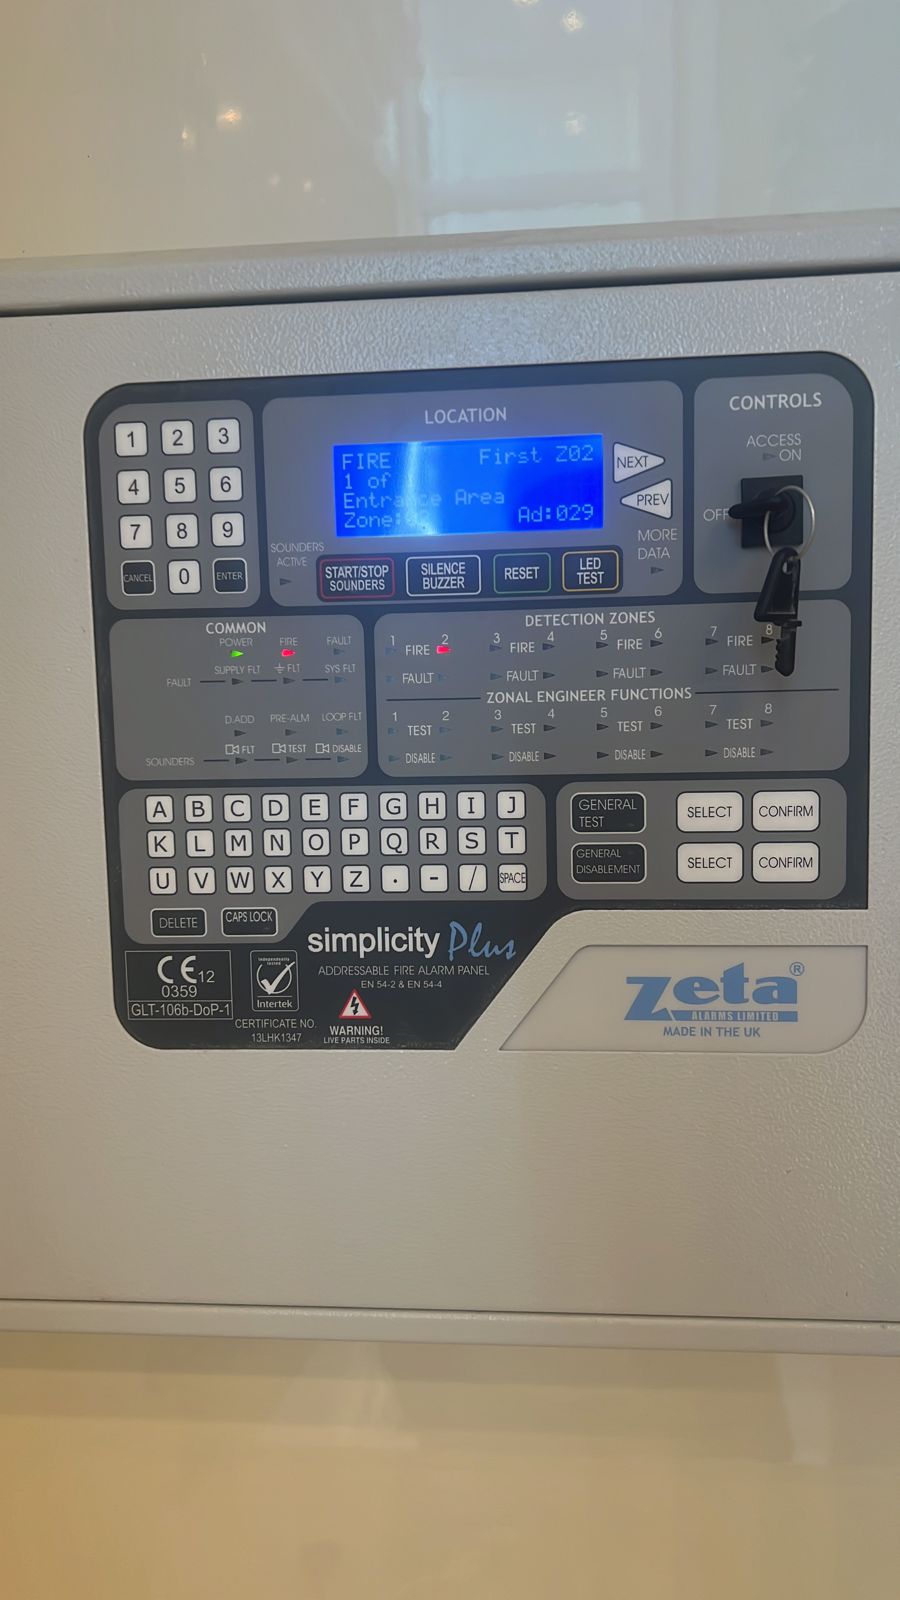 LOCATION
FIRE First Z02
1 of
Entrance Area
Zone: Ad:029
1 2 3
4 5 6
7 8 9
CANCEL 0 ENTER
NEXT
PREV
MORE
DATA
SOUNDERS
ACTIVE
START/STOP
SOUNDERS
SILENCE
BUZZER
RESET
LED
TEST
CONTROLS
ACCESS
ON
OFF
COMMON
POWER FIRE FAULT
SUPPLY FLT FLT SYS FLT
FAULT
D.ADD PRE-ALM LOOP FLT
FLT TEST DISABLE
SOUNDERS
DETECTION ZONES
1 FIRE 2 3 FIRE 4 5 FIRE 6 7 FIRE 8
FAULT FAULT FAULT FAULT
ZONAL ENGINEER FUNCTIONS
1 2 3 4 5 6 7 8
TEST TEST TEST TEST
DISABLE DISABLE DISABLE DISABLE
A B C D E F G H I J
K L M N O P Q R S T
U V W X Y Z . - / SPACE
DELETE CAPS LOCK
GENERAL
TEST
SELECT CONFIRM
GENERAL
DISABLEMENT
SELECT CONFIRM
simplicity Plus
ADDRESSABLE FIRE ALARM PANEL
EN 54-2 & EN 54-4
CE 12
0359
GLT-106b-DoP-1
Independently
tested
Intertek
CERTIFICATE NO.
13LHK1347
WARNING!
LIVE PARTS INSIDE
zeta®
ALARMS LIMITED
MADE IN THE UK